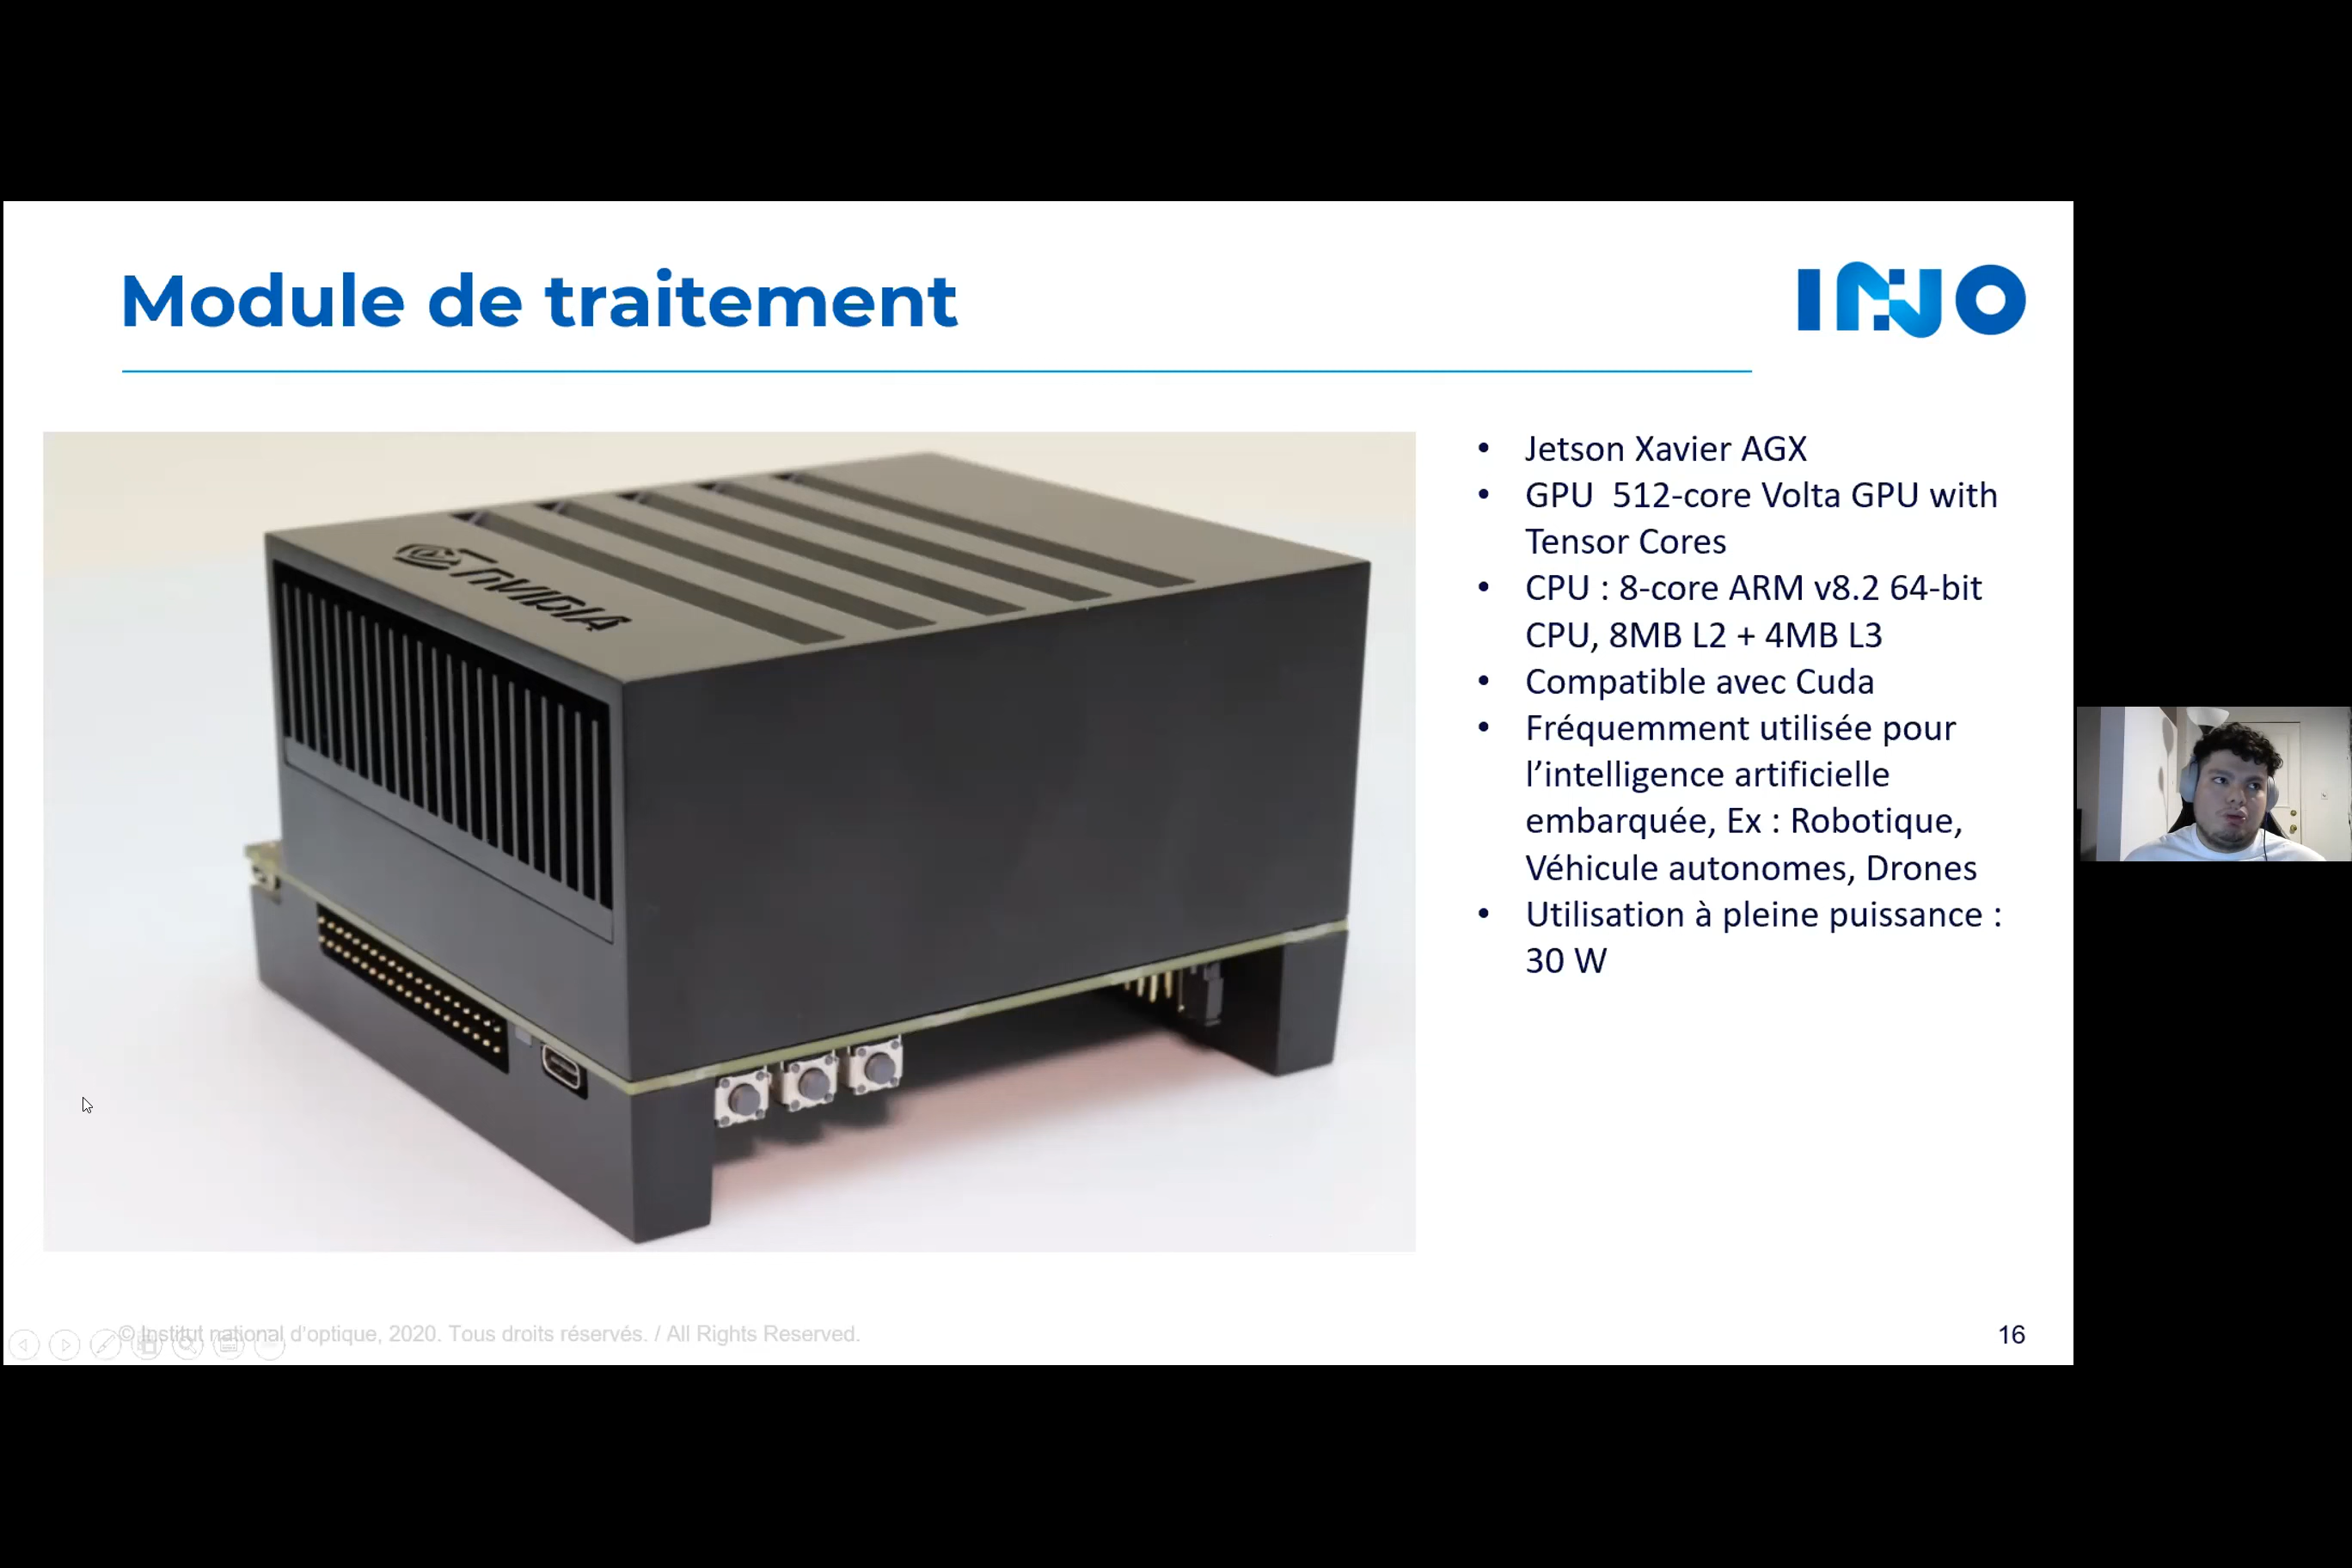 Module de traitement
INO
NVIDIA
• Jetson Xavier AGX
• GPU  512-core Volta GPU with
Tensor Cores
• CPU : 8-core ARM v8.2 64-bit
CPU, 8MB L2 + 4MB L3
• Compatible avec Cuda
• Fréquemment utilisée pour
l’intelligence artificielle
embarquée, Ex : Robotique,
Véhicule autonomes, Drones
• Utilisation à pleine puissance :
30 W
© Institut national d'optique, 2020. Tous droits réservés. / All Rights Reserved.
16